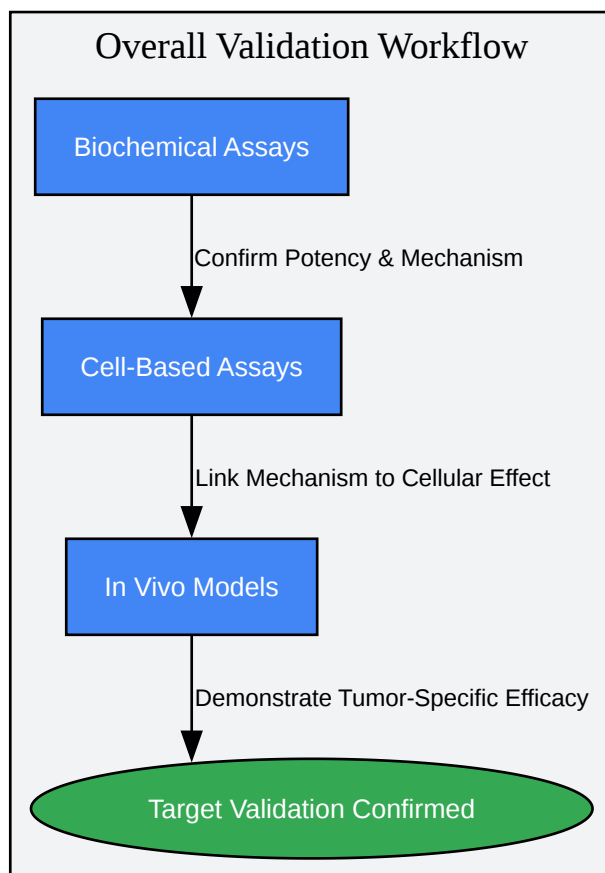 Overall Validation Workflow
Biochemical Assays
Confirm Potency & Mechanism
Cell-Based Assays
Link Mechanism to Cellular Effect
In Vivo Models
Demonstrate Tumor-Specific Efficacy
Target Validation Confirmed